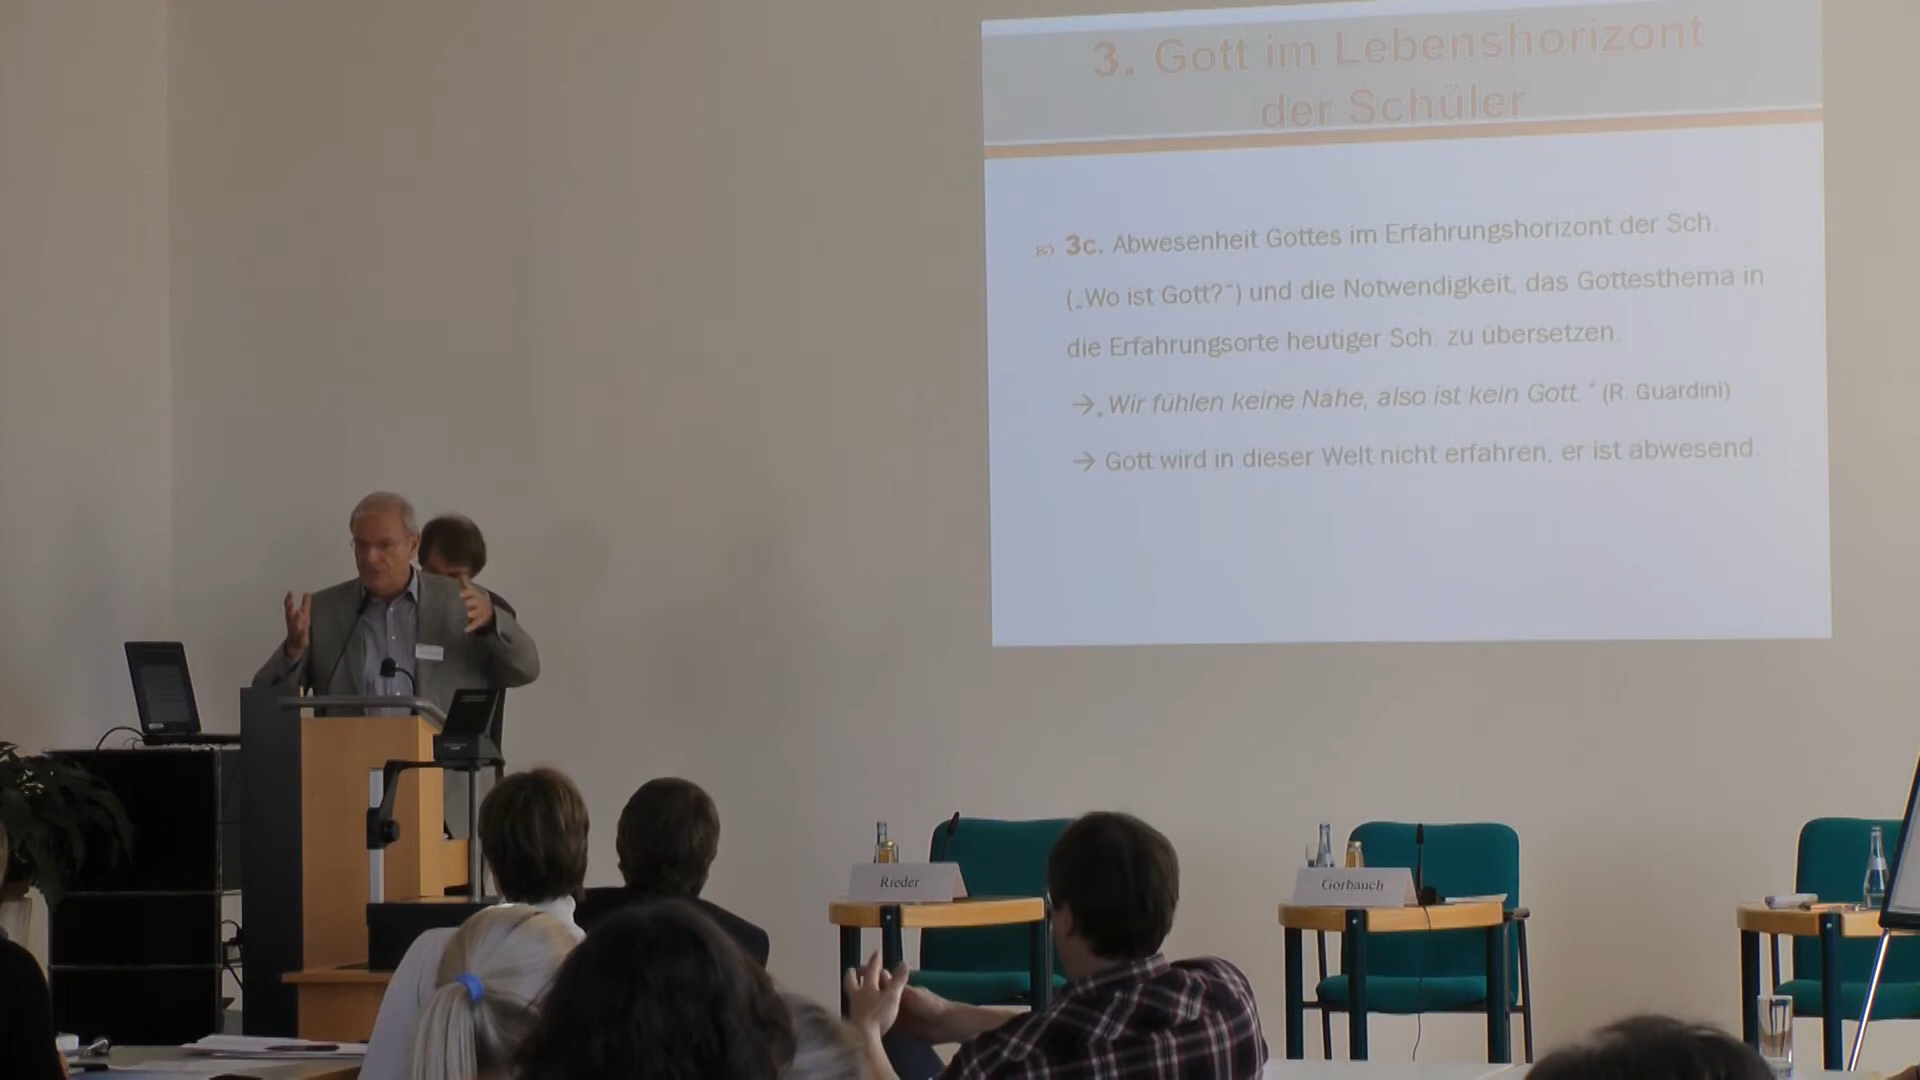 3. Gott im Lebenshorizont
der Schüler
3c. Abwesenheit Gottes im Erfahrungshorizont der Sch.
(„Wo ist Gott?“) und die Notwendigkeit, das Gottesthema in
die Erfahrungsorte heutiger Sch. zu übersetzen.
→ „Wir fühlen keine Nähe, also ist kein Gott.“ (R. Guardini)
→ Gott wird in dieser Welt nicht erfahren, er ist abwesend
Rieder
Gorbauch